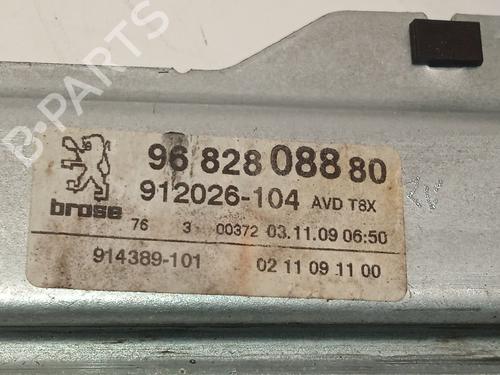 B-PARTS
96 828 088 80
912026-104 AVD T8X
brose
76 3 00372 03.11.09 06:50
914389-101 02 11 09 11 00